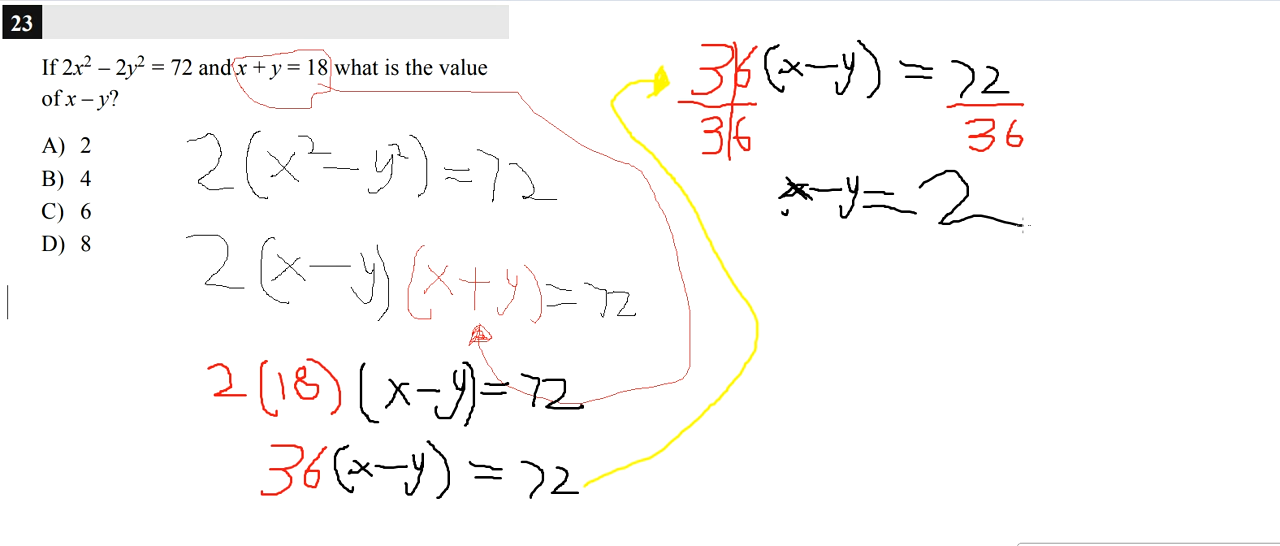 23
If 2x² – 2y² = 72 and x + y = 18 what is the value
of x – y?
A) 2
B) 4
C) 6
D) 8
2(x²-y²)=72
2(x-y)(x+y)=72
2(18)(x-y)=72
36(x-y)=72
36(x-y)=72
36 36
x-y=2